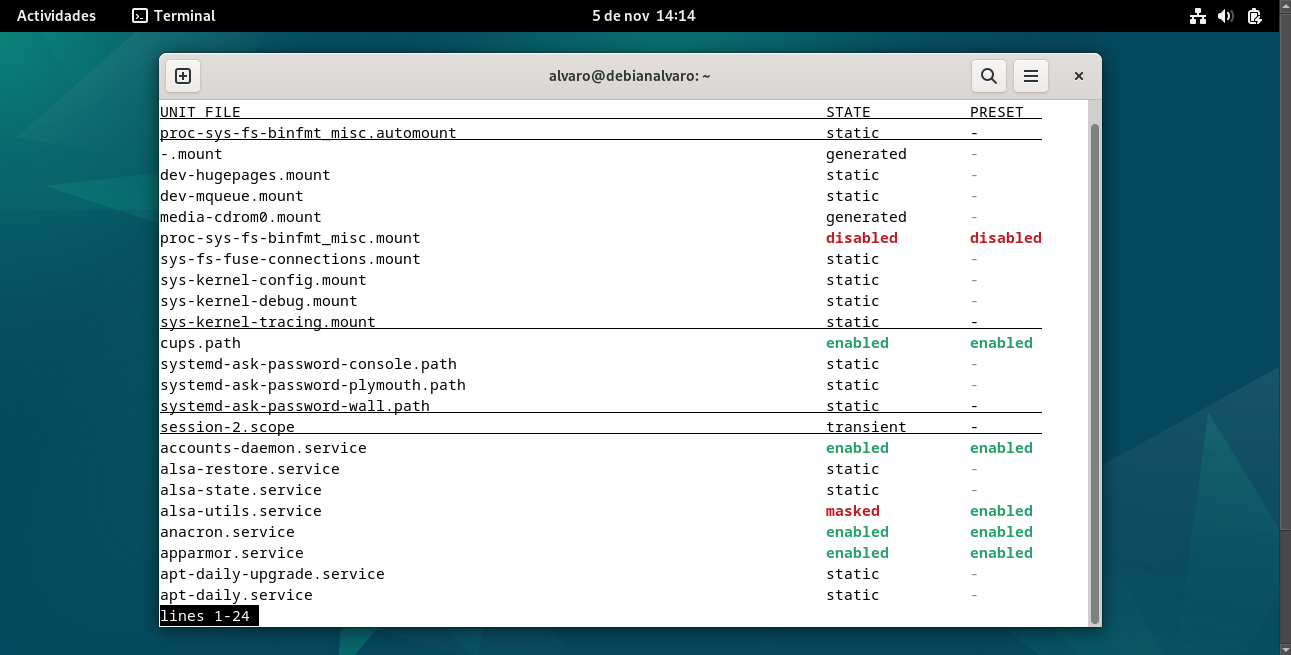 Actividades Terminal 5 de nov 14:14
alvaro@debianalvaro: ~
UNIT FILE STATE PRESET
proc-sys-fs-binfmt_misc.automount static -
-.mount generated -
dev-hugepages.mount static -
dev-mqueue.mount static -
media-cdrom0.mount generated -
proc-sys-fs-binfmt_misc.mount disabled disabled
sys-fs-fuse-connections.mount static -
sys-kernel-config.mount static -
sys-kernel-debug.mount static -
sys-kernel-tracing.mount static -
cups.path enabled enabled
systemd-ask-password-console.path static -
systemd-ask-password-plymouth.path static -
systemd-ask-password-wall.path static -
session-2.scope transient -
accounts-daemon.service enabled enabled
alsa-restore.service static -
alsa-state.service static -
alsa-utils.service masked enabled
anacron.service enabled enabled
apparmor.service enabled enabled
apt-daily-upgrade.service static -
apt-daily.service static -
lines 1-24